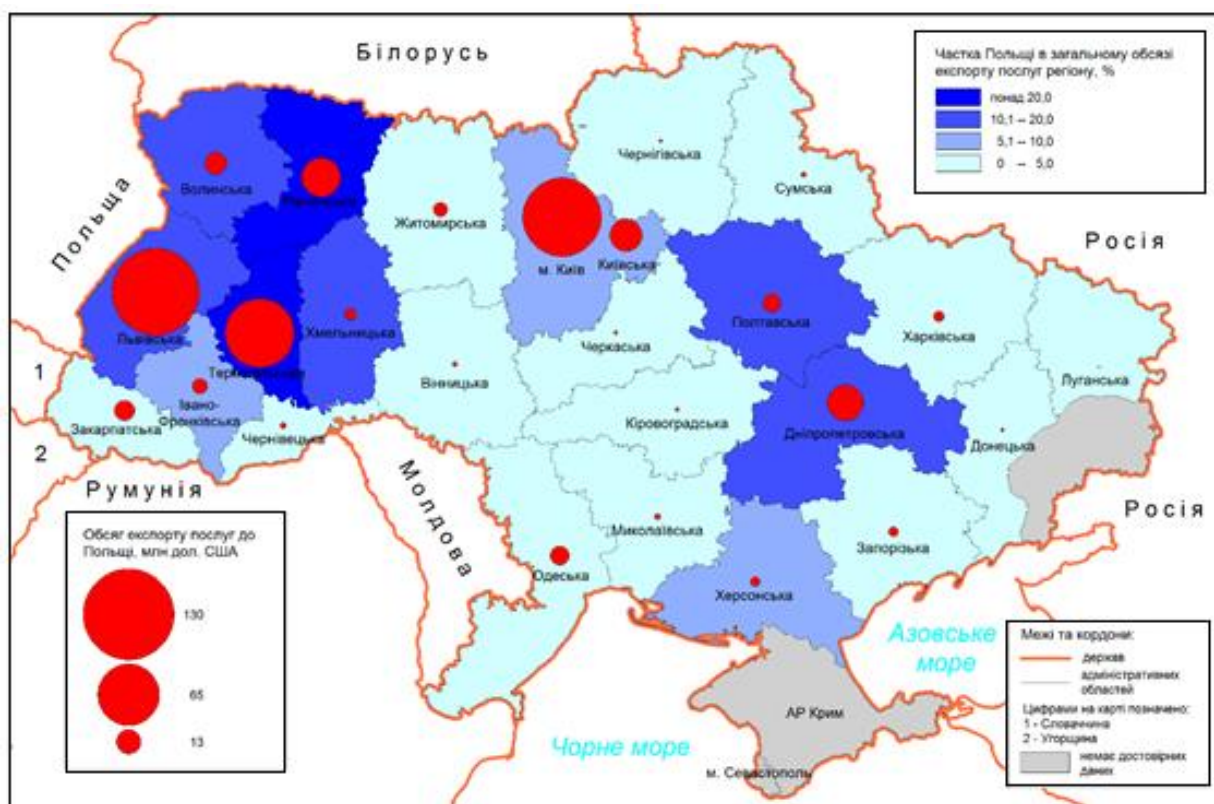 Білорусь
Частка Польщі в загальному обсязі
експорту послуг регіону, %
понад 20,0
10,1 -- 20,0
5,1 -- 10,0
0 -- 5,0
Польща
Волинська
Житомирська
Чернігівська
Сумська
Росія
м. Київ
Київська
Львівська
Хмельницька
Полтавська
Харківська
Черкаська
Вінницька
Луганська
1
Івано-
Франківська
Закарпатська
Чернівецька
Кіровоградська
Дніпропетровська
Донецька
2
Румунія
Молдова
Росія
Миколаївська
Запорізька
Одеська
Херсонська
Обсяг експорту послуг до
Польщі, млн.дол. США
130
65
13
Азовське
море
Чорне море
АР Крим
м. Севастополь
Межі та кордони:
держав
адміністративних
областей
Цифрами на карті позначено:
1 - Словаччина
2 - Угорщина
немає достовірних
даних